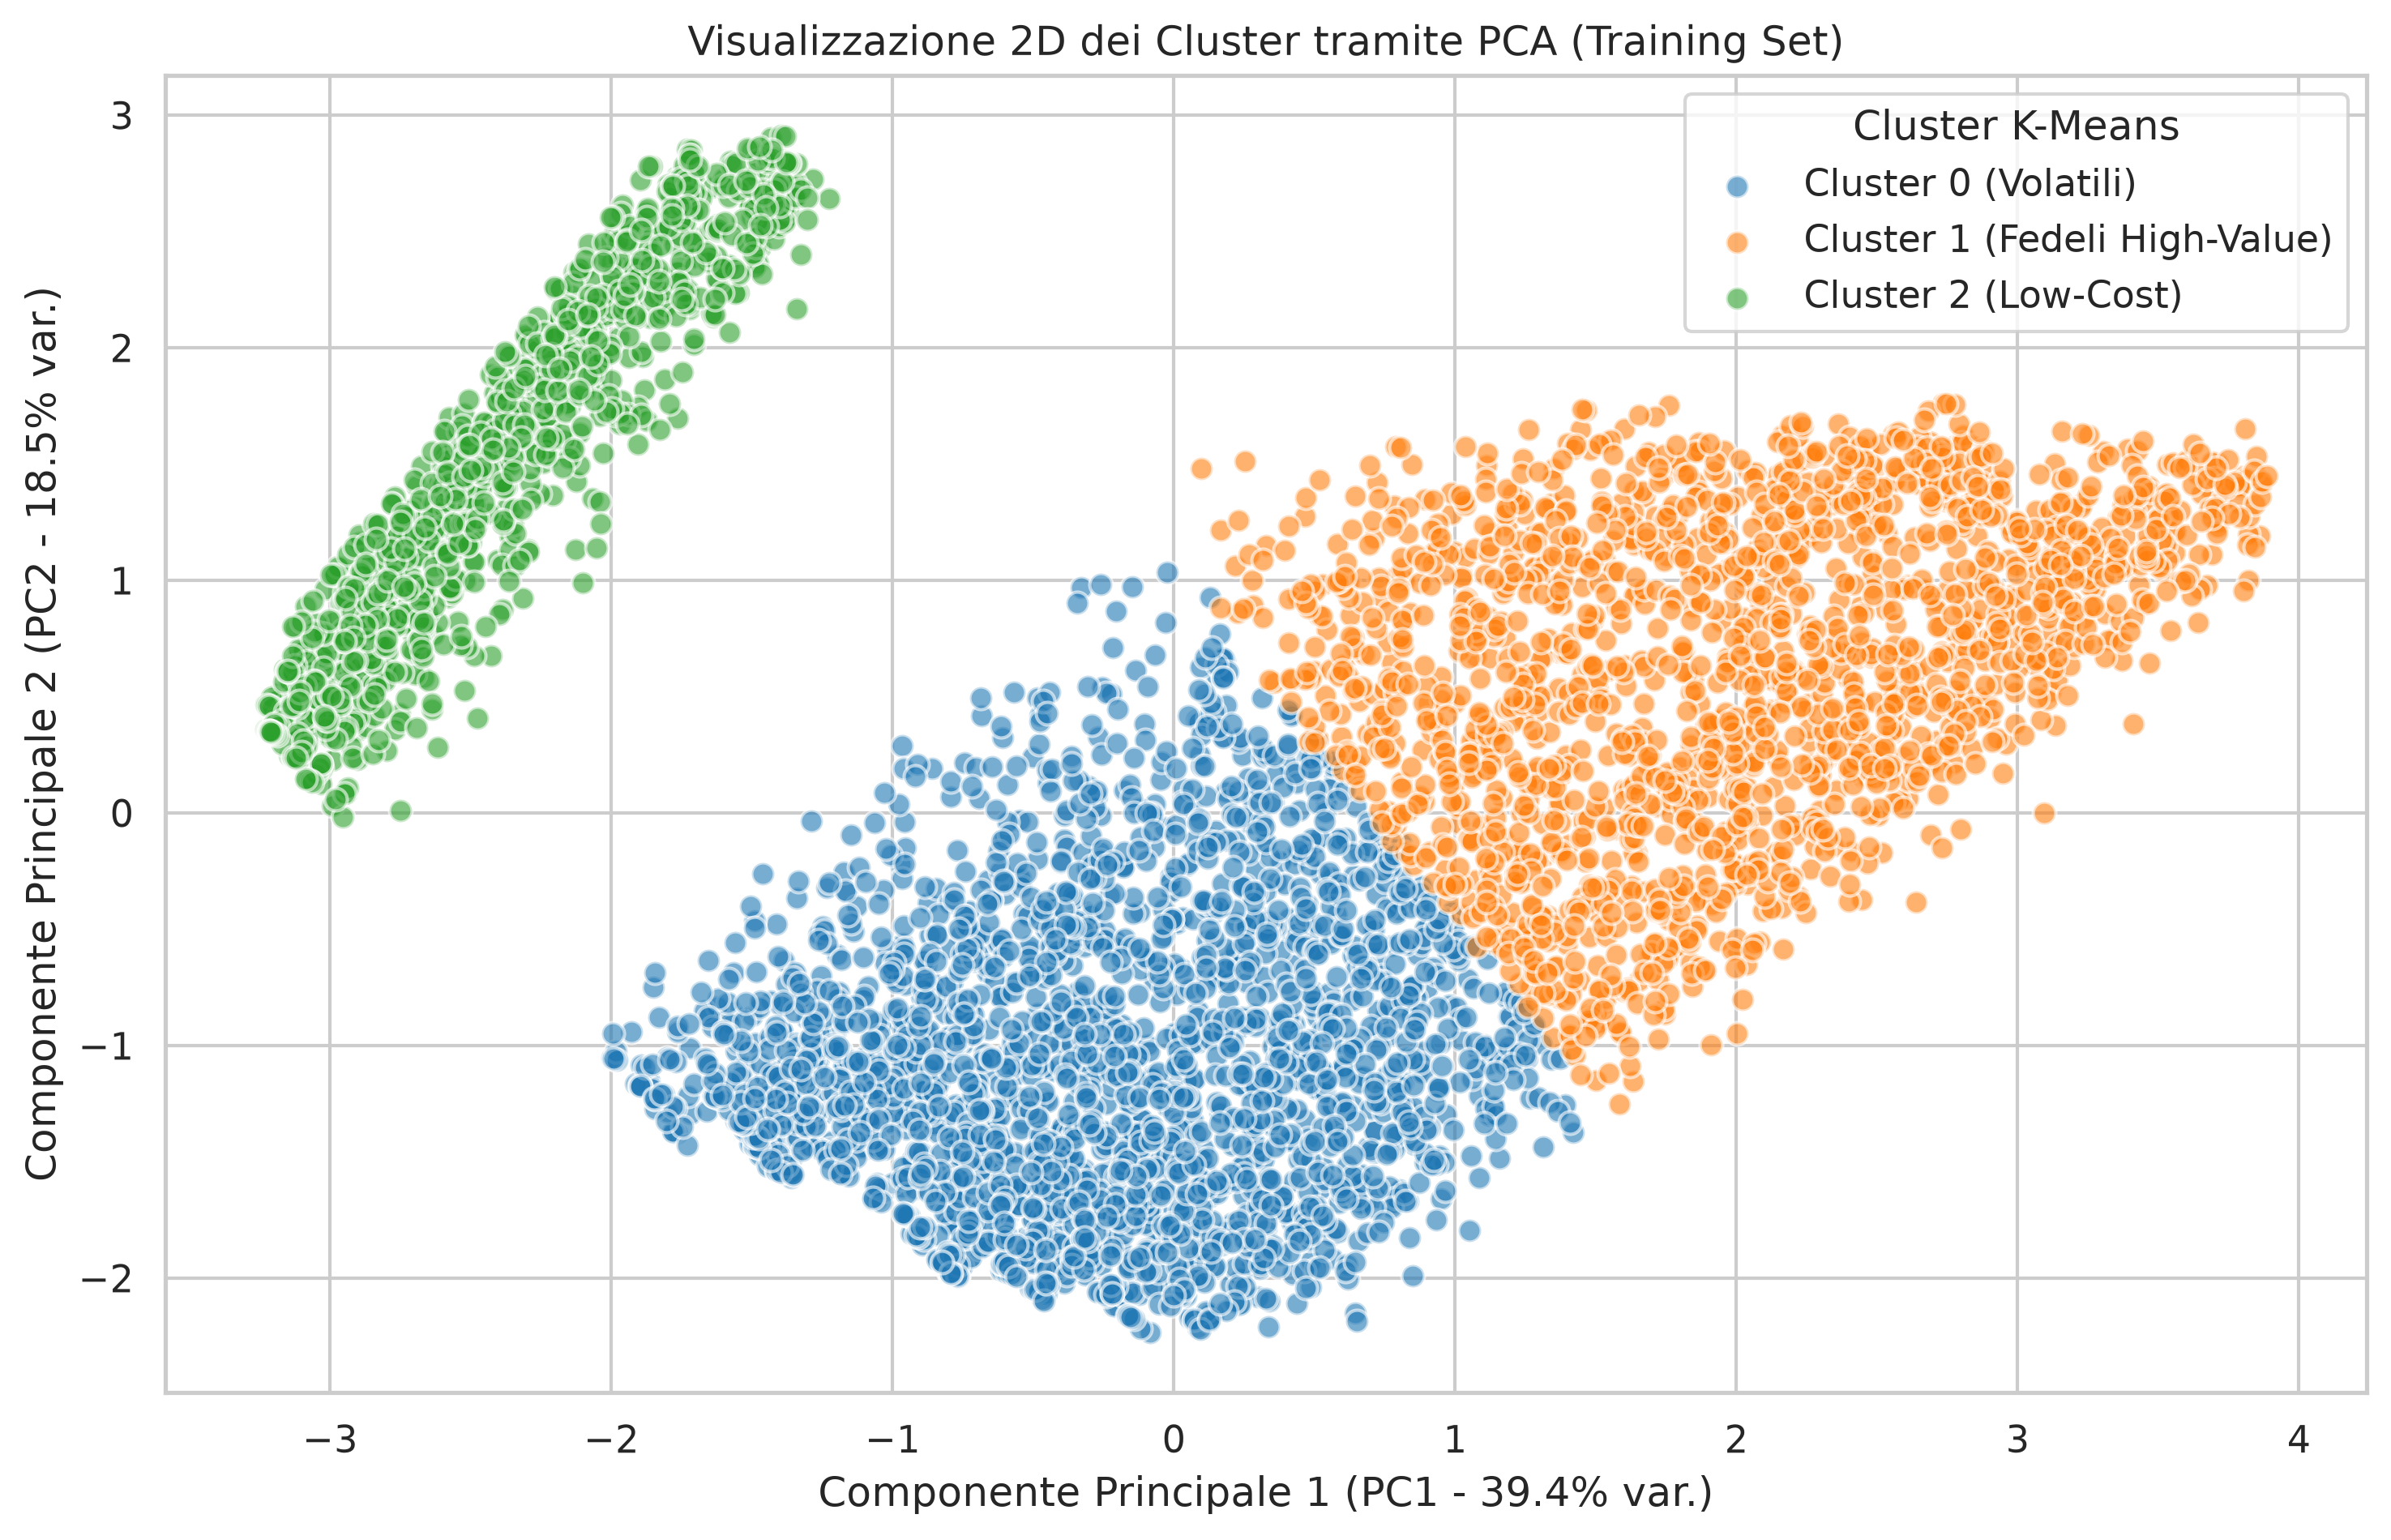 Visualizzazione 2D dei Cluster tramite PCA (Training Set)
Cluster K-Means
Cluster 0 (Volatili)
Cluster 1 (Fedeli High-Value)
Cluster 2 (Low-Cost)
Componente Principale 2 (PC2 - 18.5% var.)
3
2
1
0
−1
−2
−3
−2
−1
0
1
2
3
4
Componente Principale 1 (PC1 - 39.4% var.)